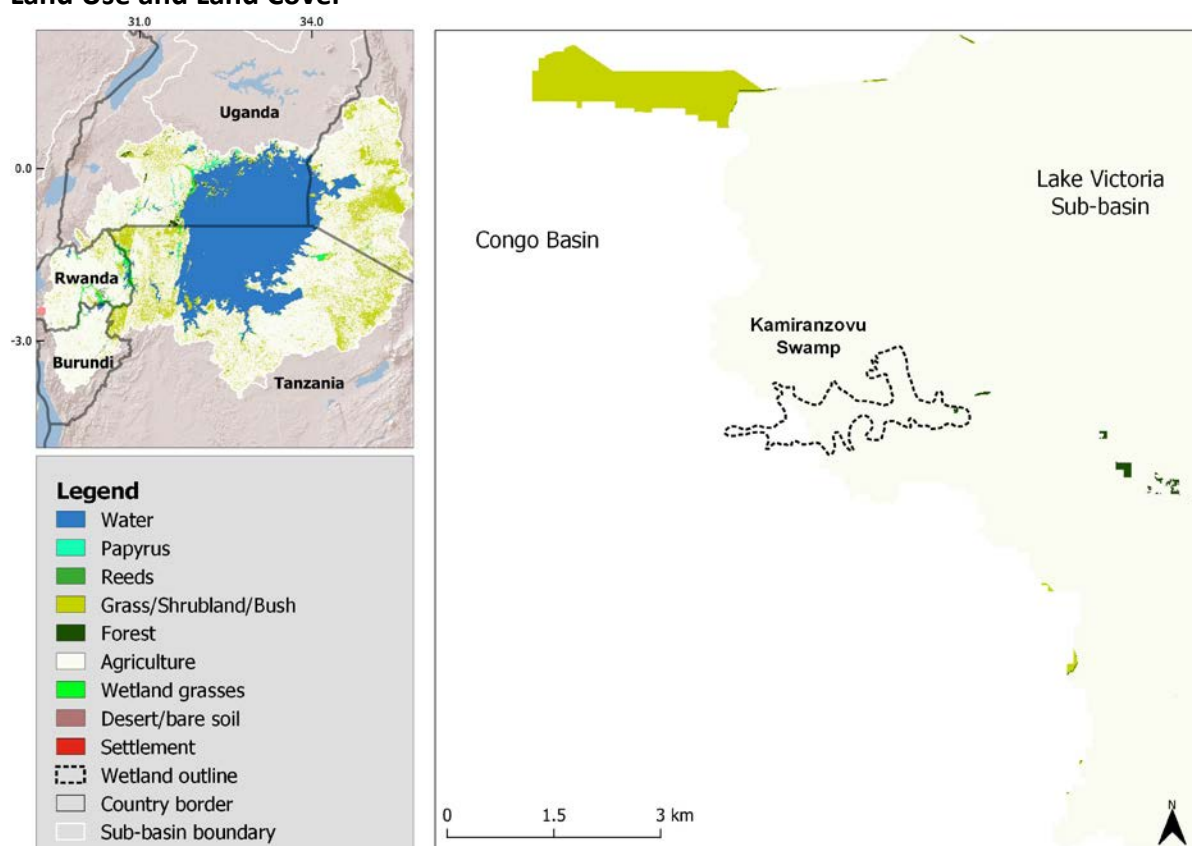 Land Use and Land Cover
31.0
34.0
0.0
-3.0
Uganda
Rwanda
Burundi
Tanzania
Lake Victoria
Sub-basin
Congo Basin
Kamiranzovu
Swamp
Legend
Water
Papyrus
Reeds
Grass/Shrubland/Bush
Forest
Agriculture
Wetland grasses
Desert/bare soil
Settlement
Wetland outline
Country border
Sub-basin boundary
0
1.5
3 km
N